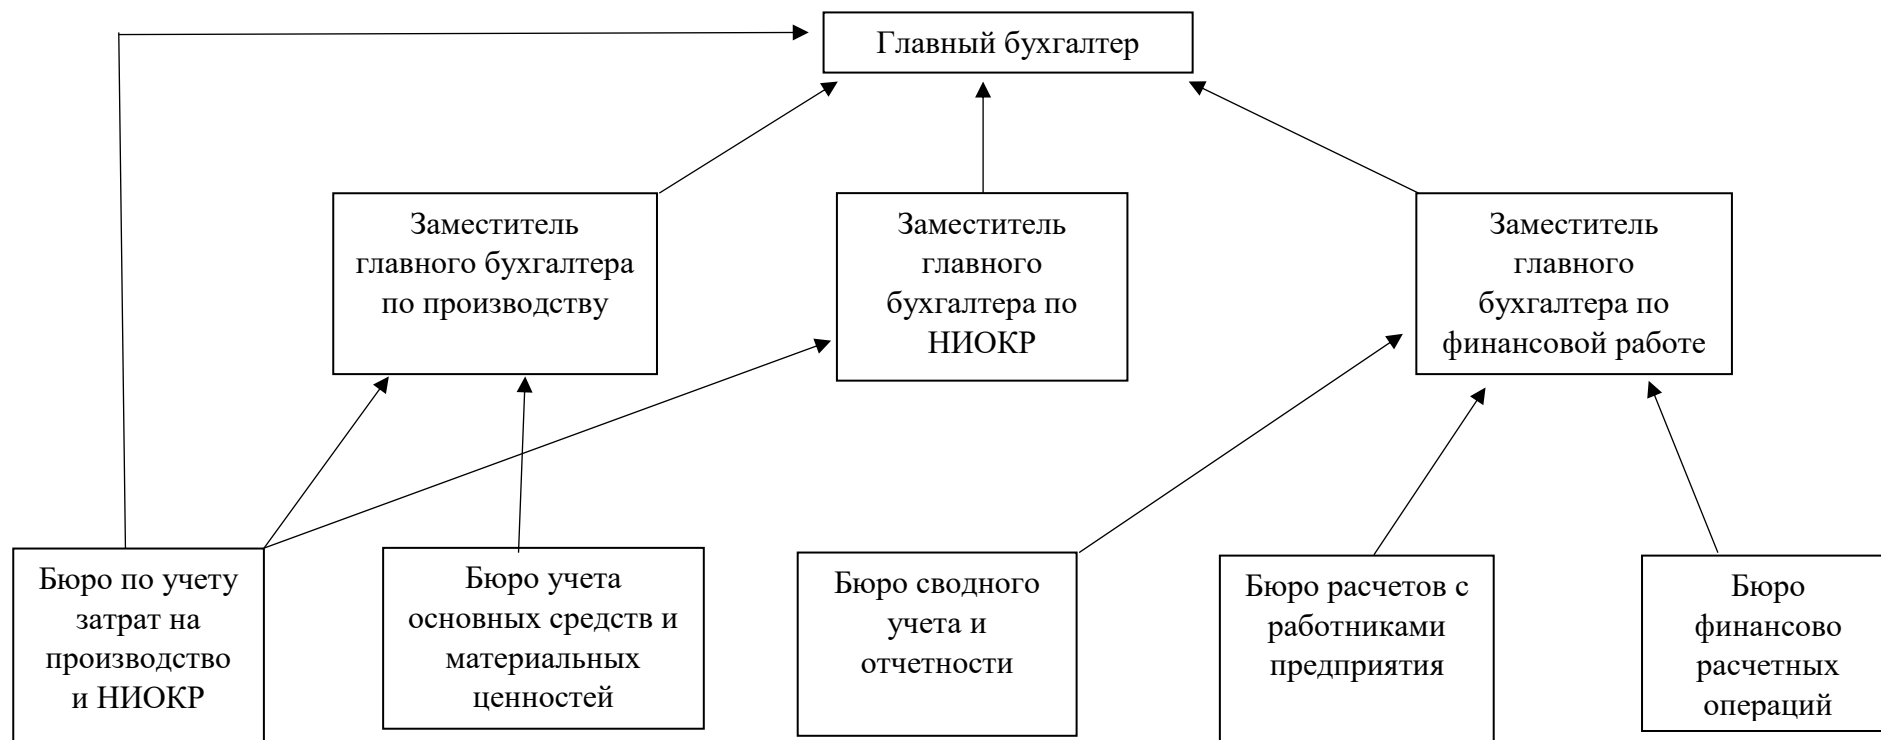 Главный бухгалтер
Заместитель
главного бухгалтера
по производству
Заместитель
главного
бухгалтера по
НИОКР
Заместитель
главного
бухгалтера по
финансовой работе
Бюро по учету
затрат на
производство
и НИОКР
Бюро учета
основных средств и
материальных
ценностей
Бюро сводного
учета и
отчетности
Бюро расчетов с
работниками
предприятия
Бюро
финансово
расчетных
операций